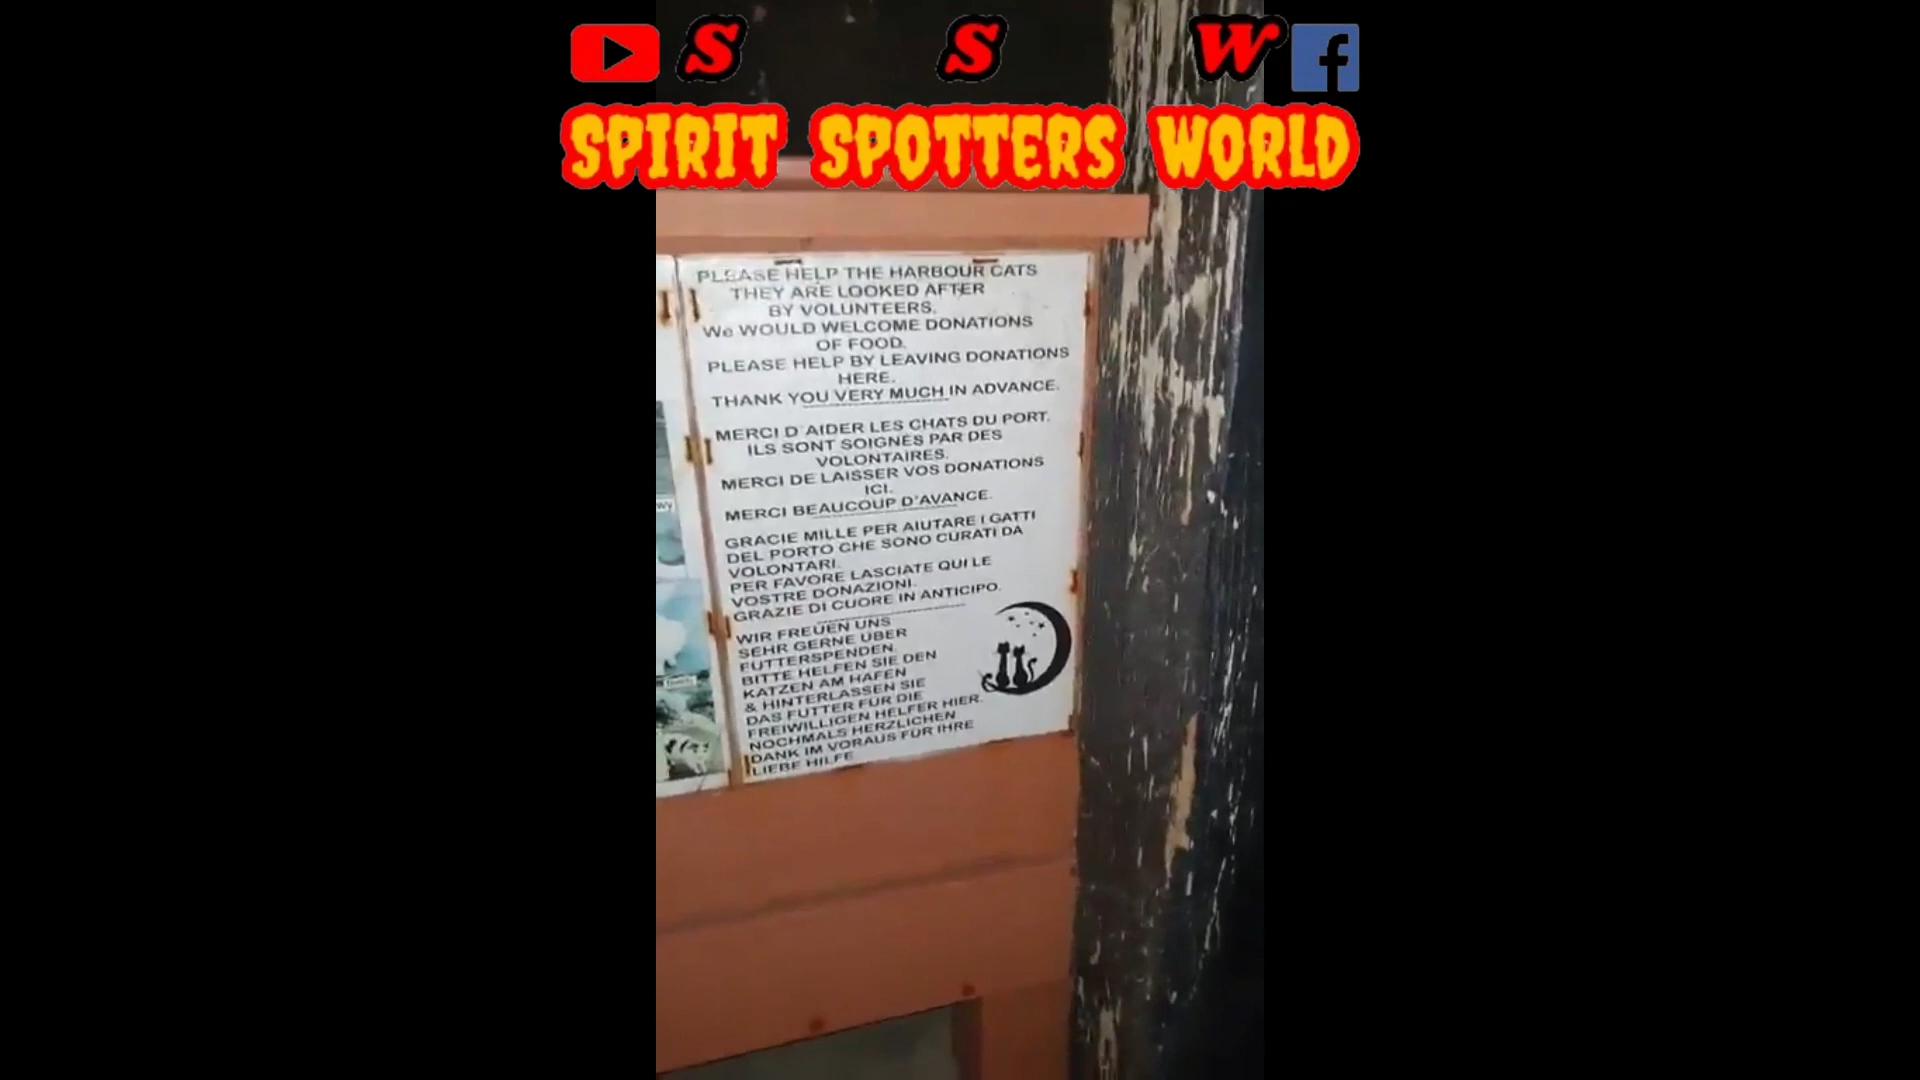 S S W f
SPIRIT SPOTTERS WORLD
PLEASE HELP THE HARBOUR CATS
THEY ARE LOOKED AFTER
BY VOLUNTEERS.
We WOULD WELCOME DONATIONS
OF FOOD.
PLEASE HELP BY LEAVING DONATIONS
HERE.
THANK YOU VERY MUCH IN ADVANCE.
MERCI D'AIDER LES CHATS DU PORT.
ILS SONT SOIGNÈS PAR DES
VOLONTAIRES.
MERCI DE LAISSER VOS DONATIONS
ICI.
MERCI BEAUCOUP D'AVANCE.
GRACIE MILLE PER AIUTARE I GATTI
DEL PORTO CHE SONO CURATI DA
VOLONTARI.
PER FAVORE LASCIATE QUI LE
VOSTRE DONAZIONI.
GRAZIE DI CUORE IN ANTICIPO.
WIR FREUEN UNS
SEHR GERNE ÜBER
FUTTERSPENDEN.
BITTE HELFEN SIE DEN
KATZEN AM HAFEN
& HINTERLASSEN SIE
DAS FUTTER FÜR DIE
FREIWILLIGEN HELFER HIER.
NOCHMALS HERZLICHEN
DANK IM VORAUS FÜR IHRE
LIEBE HILFE